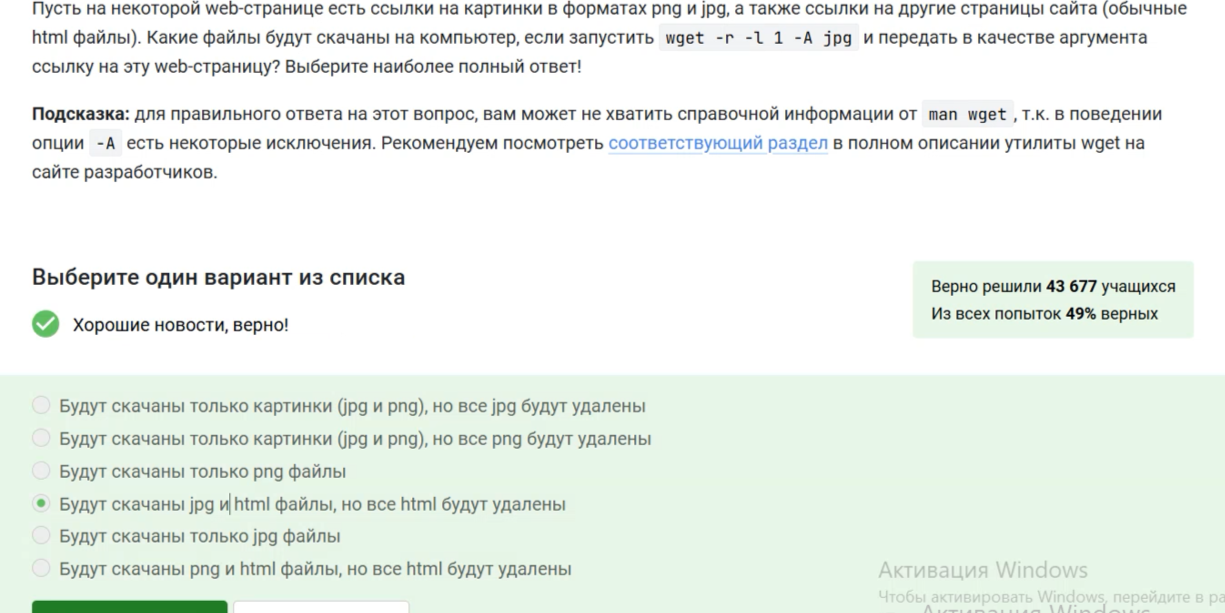 Пусть на некоторой web-странице есть ссылки на картинки в форматах png и jpg, а также ссылки на другие страницы сайта (обычные
html файлы). Какие файлы будут скачаны на компьютер, если запустить wget -r -l 1 -A jpg и передать в качестве аргумента
ссылку на эту web-страницу? Выберите наиболее полный ответ!
Подсказка: для правильного ответа на этот вопрос, вам может не хватить справочной информации от man wget, т.к. в поведении
опции -A есть некоторые исключения. Рекомендуем посмотреть соответствующий раздел в полном описании утилиты wget на
сайте разработчиков.
Выберите один вариант из списка
Верно решили 43 677 учащихся
Из всех попыток 49% верных
Хорошие новости, верно!
Будут скачаны только картинки (jpg и png), но все jpg будут удалены
Будут скачаны только картинки (jpg и png), но все png будут удалены
Будут скачаны только png файлы
Будут скачаны jpg и html файлы, но все html будут удалены
Будут скачаны только jpg файлы
Будут скачаны png и html файлы, но все html будут удалены
Активация Windows
Чтобы активировать Windows, перейдите в ра
Активация Windows